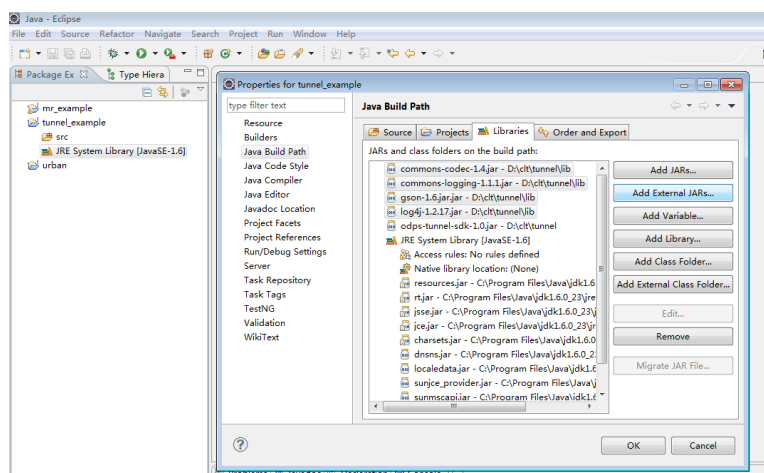 Java - Eclipse
File Edit Source Refactor Navigate Search Project Run Window Help
Package Ex Type Hiera
mr_example
tunnel_example
src
JRE System Library [JavaSE-1.6]
urban
Properties for tunnel_example
type filter text
Resource
Builders
Java Build Path
Java Code Style
Java Compiler
Java Editor
Javadoc Location
Project Facets
Project References
Run/Debug Settings
Server
Task Repository
Task Tags
TestNG
Validation
WikiText
Java Build Path
Source Projects Libraries Order and Export
JARs and class folders on the build path:
commons-codec-1.4.jar - D:\clt\tunnel\lib
commons-logging-1.1.1.jar - D:\clt\tunnel\lib
gson-1.6.jar.jar - D:\clt\tunnel\lib
log4j-1.2.17.jar - D:\clt\tunnel\lib
odps-tunnel-sdk-1.0.jar - D:\clt\tunnel
JRE System Library [JavaSE-1.6]
Access rules: No rules defined
Native library location: (None)
resources.jar - C:\Program Files\Java\jdk1.6
rt.jar - C:\Program Files\Java\jdk1.6.0_23\jre
jsse.jar - C:\Program Files\Java\jdk1.6.0_23\j
jce.jar - C:\Program Files\Java\jdk1.6.0_23\jr
charsets.jar - C:\Program Files\Java\jdk1.6.0
dnsns.jar - C:\Program Files\Java\jdk1.6.0_2
localedata.jar - C:\Program Files\Java\jdk1.6
sunjce_provider.jar - C:\Program Files\Java\j
sunmscapi.jar - C:\Program Files\Java\jdk1.6
Add JARs...
Add External JARs...
Add Variable...
Add Library...
Add Class Folder...
Add External Class Folder...
Edit...
Remove
Migrate JAR File...
OK Cancel